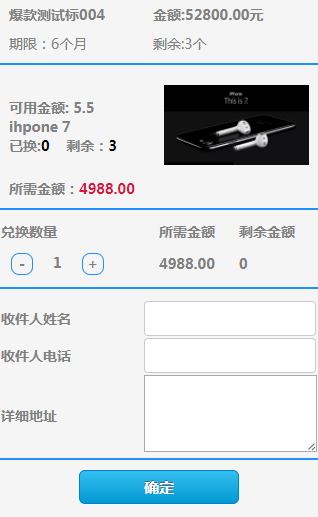 爆款测试标004 金额:52800.00元
期限：6个月 剩余:3个
可用金额: 5.5
ihpone 7
已换:0 剩余：3
iPhone
This is 7.
所需金额：4988.00
兑换数量 所需金额 剩余金额
- 1 + 4988.00 0
收件人姓名
收件人电话
详细地址
确定